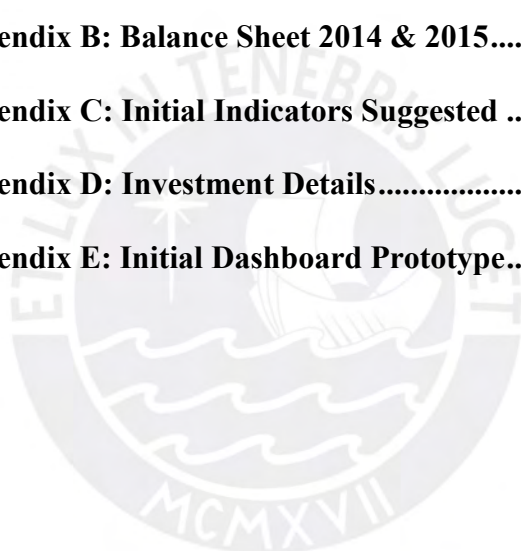 endix B: Balance Sheet 2014 & 2015....
endix C: Initial Indicators Suggested ..
endix D: Investment Details..................
endix E: Initial Dashboard Prototype..
ET LUX IN TENEBRIS LUCET
MCMXVII